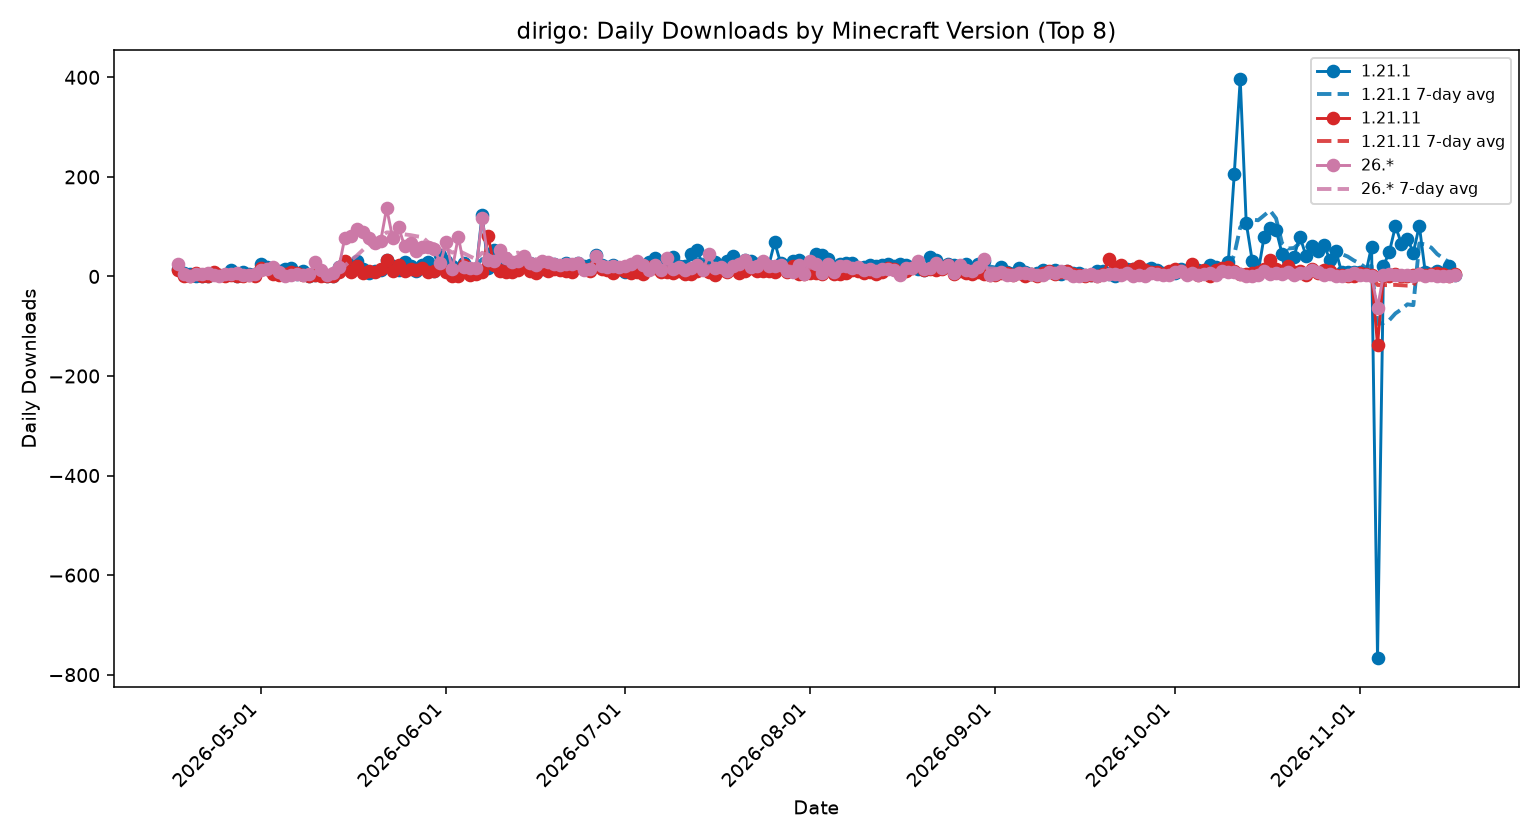 dirigo: Daily Downloads by Minecraft Version (Top 8)
400
200
0
−200
−400
−600
−800
Daily Downloads
1.21.1
1.21.1 7-day avg
1.21.11
1.21.11 7-day avg
26.*
26.* 7-day avg
2026-05-01
2026-06-01
2026-07-01
2026-08-01
2026-09-01
2026-10-01
2026-11-01
Date